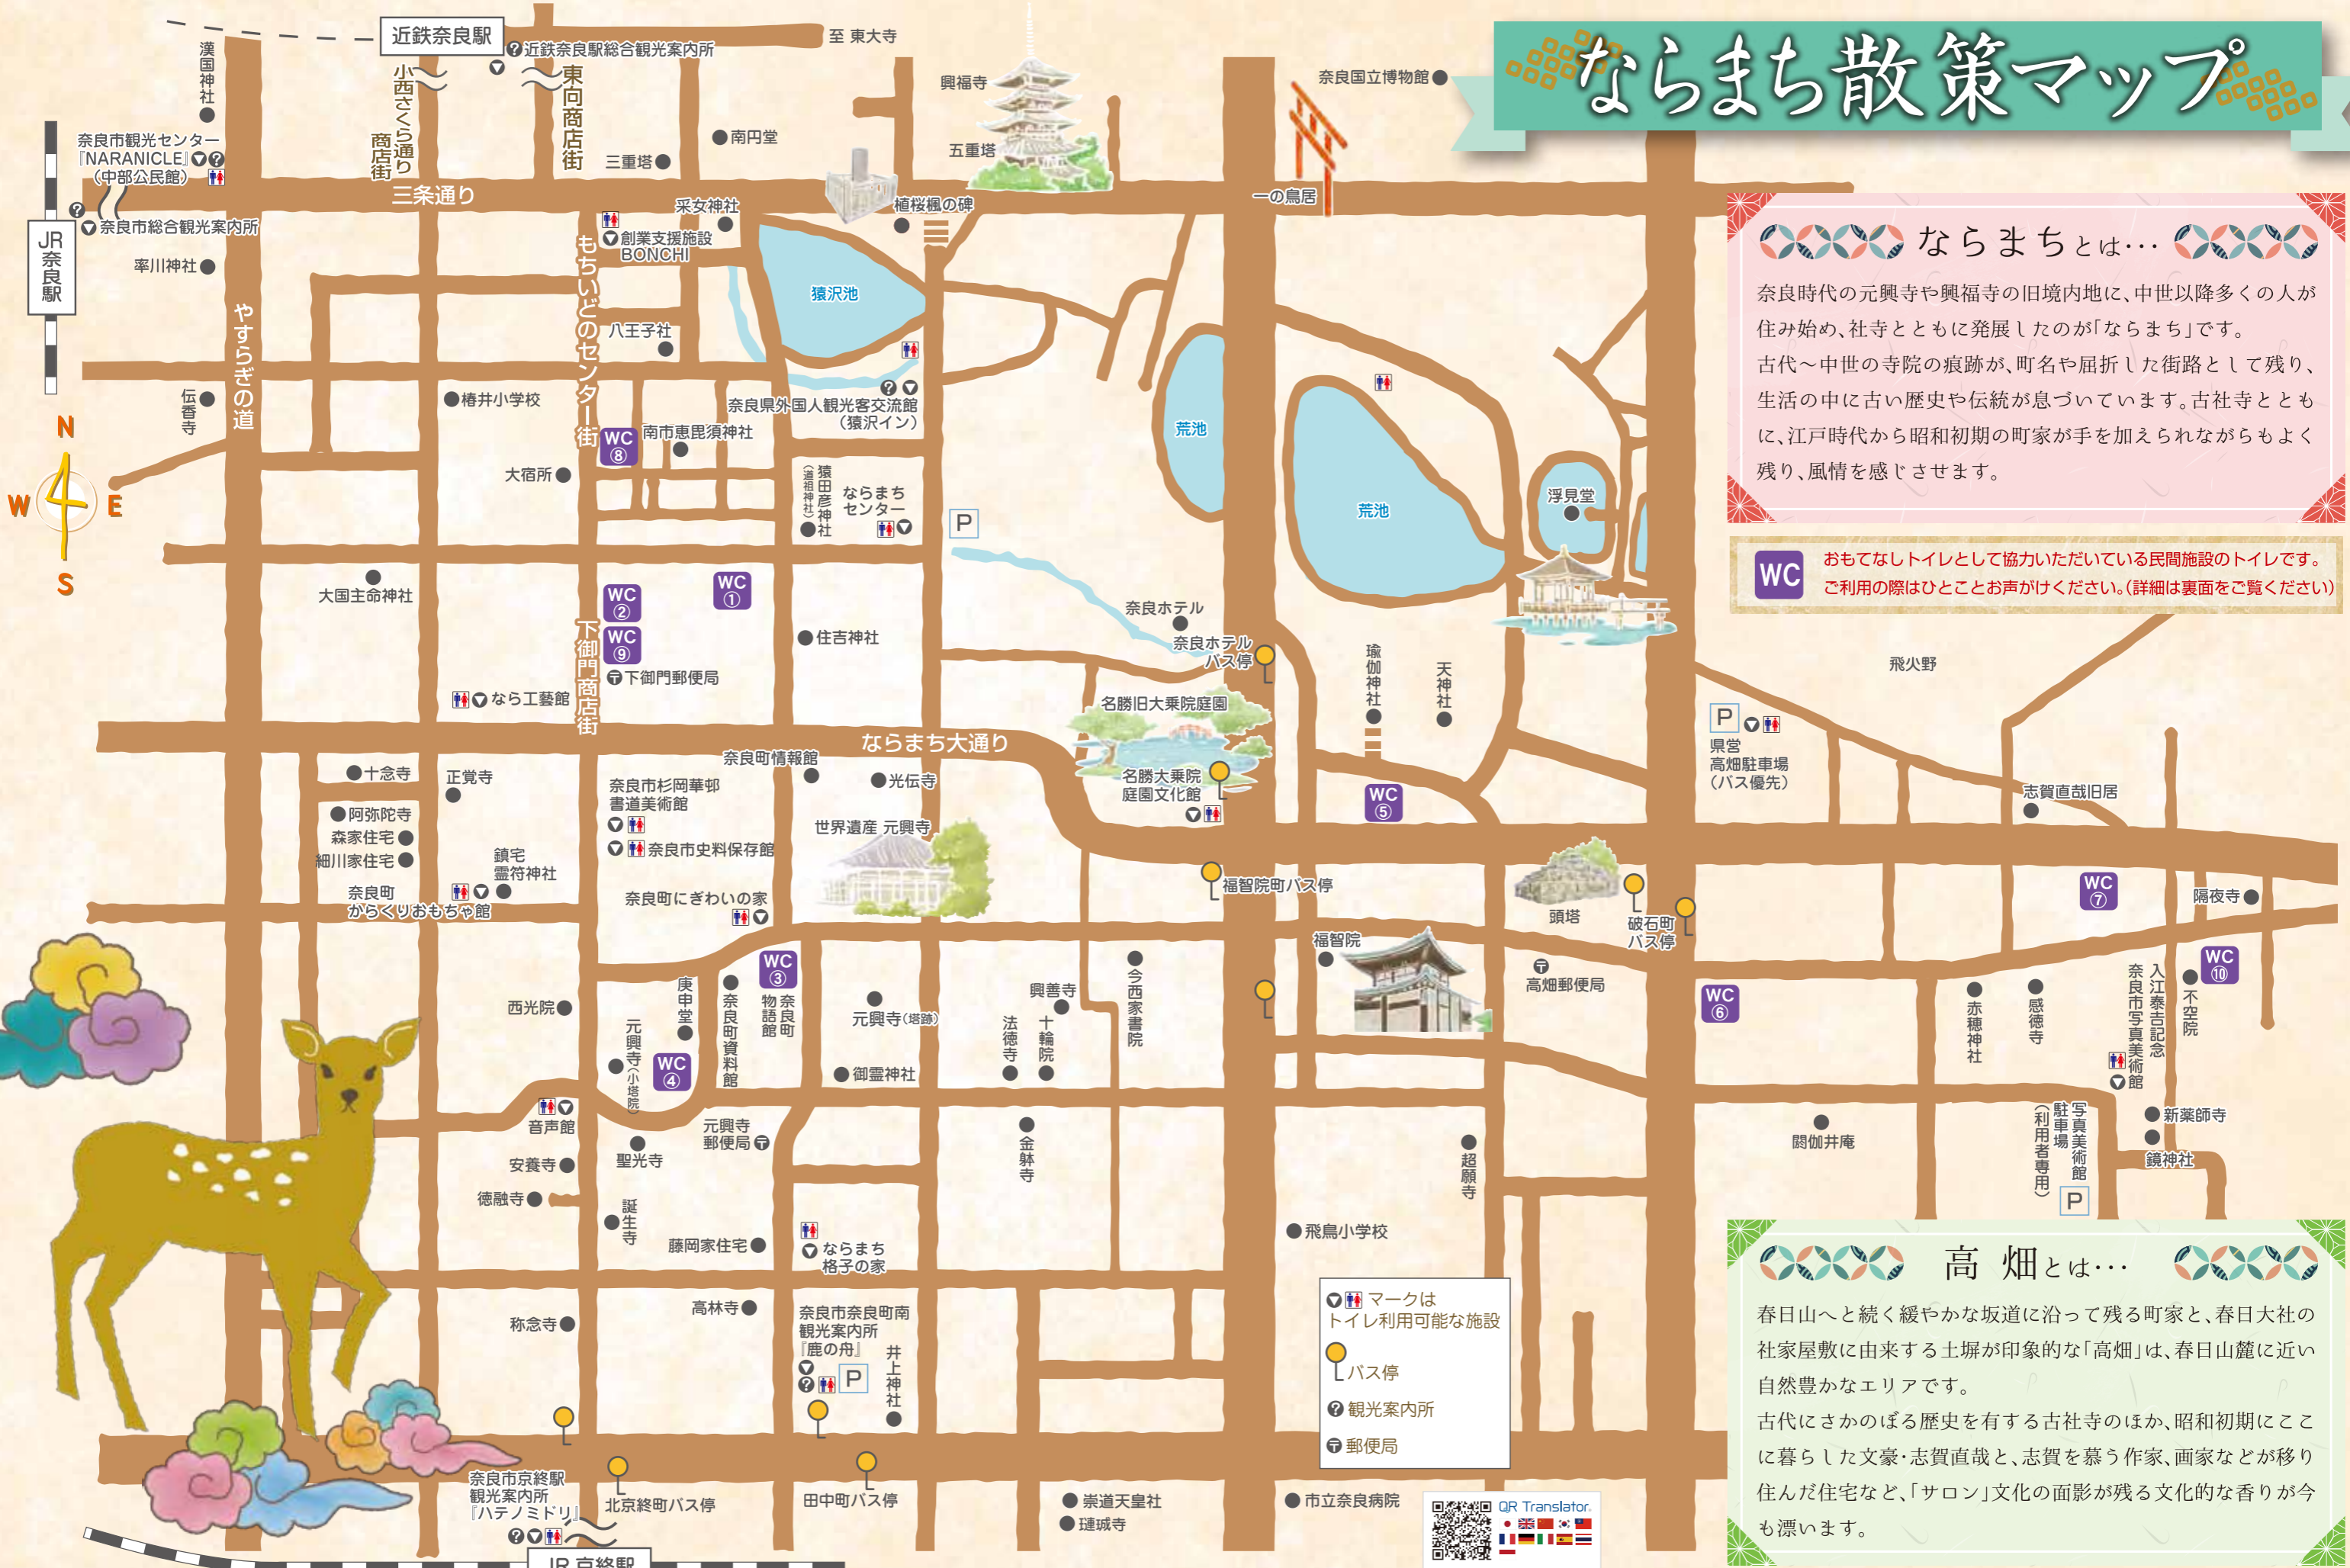 ならまち散策マップ
近鉄奈良駅
近鉄奈良駅総合観光案内所
至 東大寺
漢国神社
小西さくら通り
商店街
東向商店街
興福寺
奈良国立博物館
奈良市観光センター
『NARANICLE』
（中部公民館）
南円堂
三重塔
五重塔
三条通り
一の鳥居
采女神社
植桜楓の碑
奈良市総合観光案内所
創業支援施設
BONCHI
JR奈良駅
率川神社
もちいどのセンター街
猿沢池
やすらぎの道
八王子社
伝香寺
椿井小学校
奈良県外国人観光客交流館
（猿沢イン）
荒池
N
W
E
S
WC
⑧
南市恵毘須神社
大宿所
猿田彦神社
（道祖神社）
ならまち
センター
P
荒池
浮見堂
大国主命神社
WC
②
WC
①
WC
⑨
下御門商店街
住吉神社
奈良ホテル
奈良ホテル
バス停
下御門郵便局
なら工藝館
瑜伽神社
天神社
飛火野
名勝旧大乗院庭園
P
県営
高畑駐車場
（バス優先）
ならまち大通り
奈良町情報館
十念寺
正覚寺
奈良市杉岡華邨
書道美術館
光伝寺
名勝大乗院
庭園文化館
WC
⑤
志賀直哉旧居
阿弥陀寺
森家住宅
細川家住宅
世界遺産 元興寺
奈良市史料保存館
鎮宅
霊符神社
奈良町
からくりおもちゃ館
奈良町にぎわいの家
福智院町バス停
頭塔
破石町
バス停
WC
⑦
隔夜寺
福智院
WC
③
WC
⑩
西光院
庚申堂
奈良町資料館
奈良町
物語館
元興寺（塔跡）
興善寺
今西家書院
高畑郵便局
WC
⑥
赤穂神社
感徳寺
入江泰吉記念
奈良市写真美術館
不空院
元興寺（小塔院）
WC
④
法徳寺
十輪院
御霊神社
音声館
元興寺
郵便局
金躰寺
超願寺
閼伽井庵
写真美術館
駐車場
（利用者専用）
P
新薬師寺
鏡神社
安養寺
聖光寺
徳融寺
誕生寺
藤岡家住宅
ならまち
格子の家
飛鳥小学校
称念寺
高林寺
奈良市奈良町南
観光案内所
『鹿の舟』
P
井上神社
マークは
トイレ利用可能な施設
バス停
観光案内所
郵便局
奈良市京終駅
観光案内所
『ハテノミドリ』
北京終町バス停
田中町バス停
崇道天皇社
璉珹寺
市立奈良病院
QR Translator
JR 京終駅
ならまちとは･･･
奈良時代の元興寺や興福寺の旧境内地に、中世以降多くの人が
住み始め、社寺とともに発展したのが「ならまち」です。
古代～中世の寺院の痕跡が、町名や屈折した街路として残り、
生活の中に古い歴史や伝統が息づいています。古社寺ととも
に、江戸時代から昭和初期の町家が手を加えられながらもよく
残り、風情を感じさせます。
WC
おもてなしトイレとして協力いただいている民間施設のトイレです。
ご利用の際はひとことお声がけください。（詳細は裏面をご覧ください）
高畑とは･･･
春日山へと続く緩やかな坂道に沿って残る町家と、春日大社の
社家屋敷に由来する土塀が印象的な「高畑」は、春日山麓に近い
自然豊かなエリアです。
古代にさかのぼる歴史を有する古社寺のほか、昭和初期にここ
に暮らした文豪・志賀直哉と、志賀を慕う作家、画家などが移り
住んだ住宅など、「サロン」文化の面影が残る文化的な香りが今
も漂います。